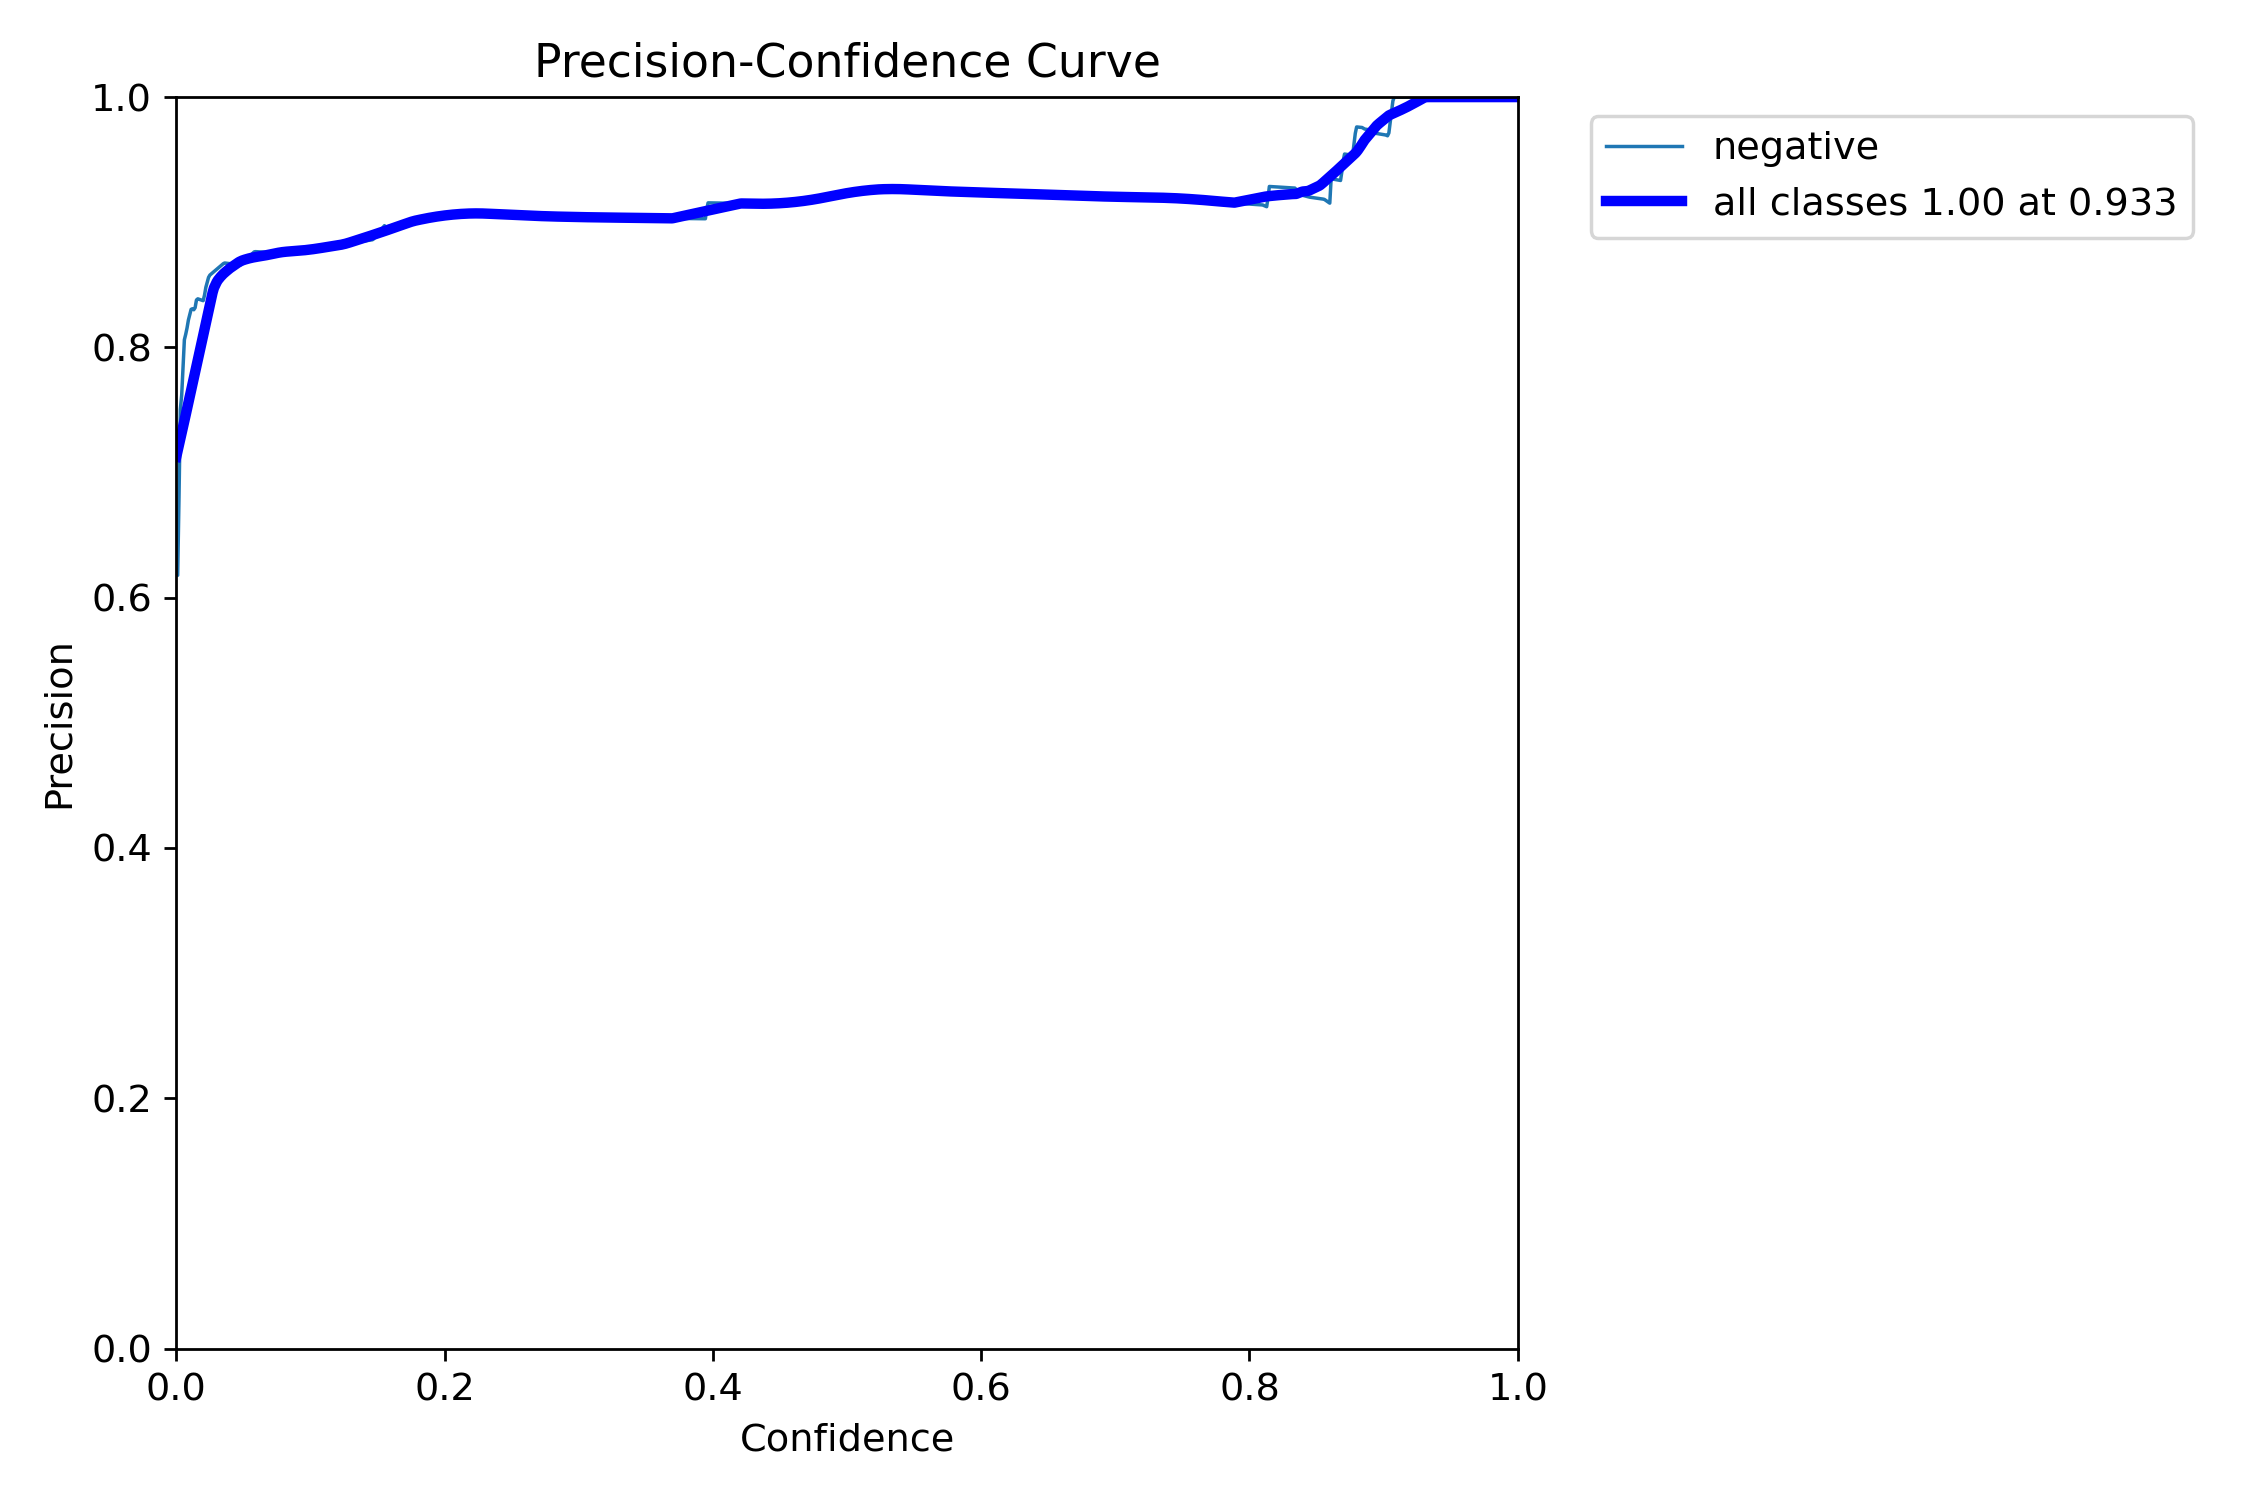 Precision-Confidence Curve
1.0
0.8
0.6
0.4
0.2
0.0
Precision
0.0 0.2 0.4 0.6 0.8 1.0
Confidence
negative
all classes 1.00 at 0.933